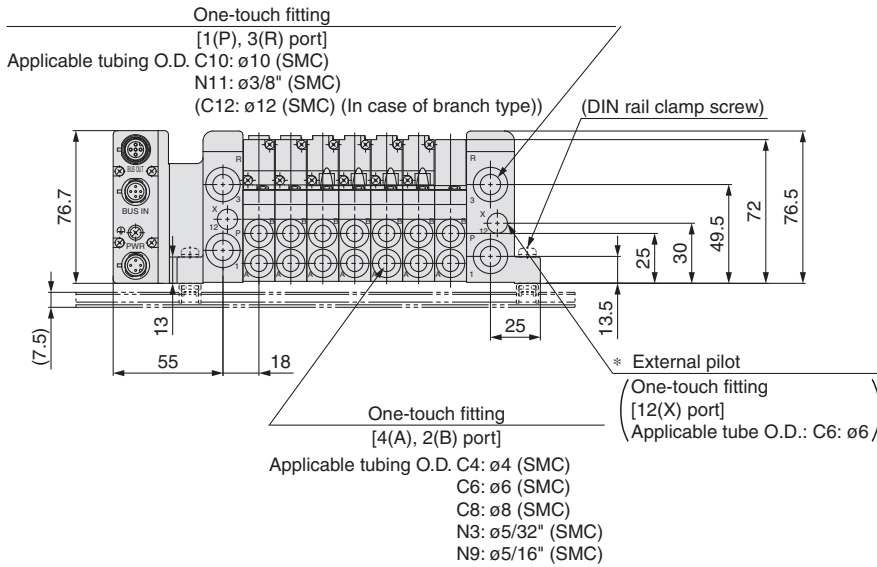 One-touch fitting
[1(P), 3(R) port]
Applicable tubing O.D. C10: ø10 (SMC)
N11: ø3/8" (SMC)
(C12: ø12 (SMC) (In case of branch type))
(DIN rail clamp screw)
BUS OUT
BUS IN
PWR
R
3
X
12
P
1
B B B B B B B
A A A A A A A
R
3
X
12
P
1
76.7
(7.5)
13
55
18
25
13.5
25
30
49.5
72
76.5
* External pilot
(One-touch fitting
[12(X) port]
Applicable tube O.D.: C6: ø6)
One-touch fitting
[4(A), 2(B) port]
Applicable tubing O.D. C4: ø4 (SMC)
C6: ø6 (SMC)
C8: ø8 (SMC)
N3: ø5/32" (SMC)
N9: ø5/16" (SMC)